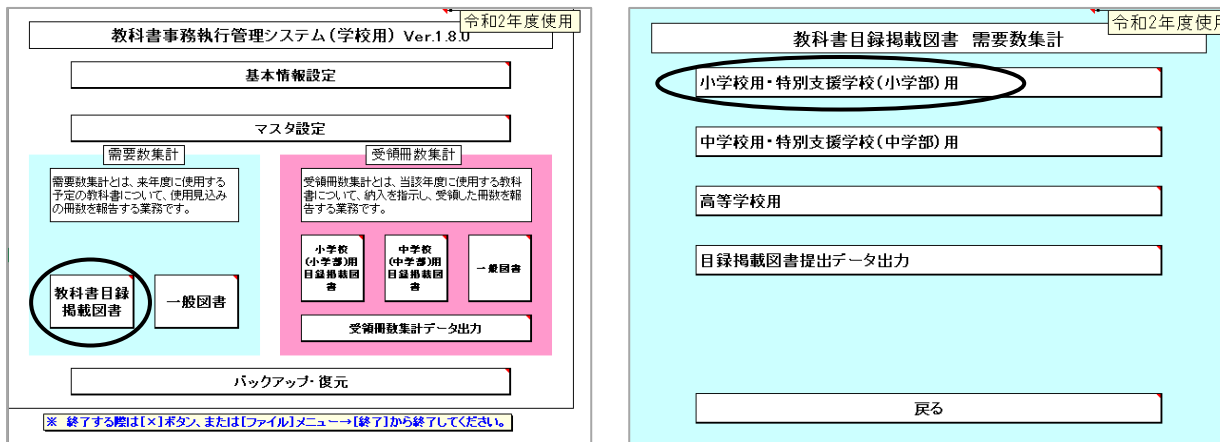 令和2年度使用
教科書事務執行管理システム(学校用) Ver.1.8.0
基本情報設定
マスタ設定
需要数集計
需要数集計とは、来年度に使用する
予定の教科書について、使用見込み
の冊数を報告する業務です。
教科書目録
掲載図書
一般図書
受領冊数集計
受領冊数集計とは、当該年度に使用する教科
書について、納入を指示し、受領した冊数を報
告する業務です。
小学校
(小学部)用
目録掲載図
書
中学校
(中学部)用
目録掲載図
書
一般図書
受領冊数集計データ出力
バックアップ・復元
※ 終了する際は[×]ボタン、または[ファイル]メニュー→[終了]から終了してください。
令和2年度使用
教科書目録掲載図書 需要数集計
小学校用・特別支援学校(小学部)用
中学校用・特別支援学校(中学部)用
高等学校用
目録掲載図書提出データ出力
戻る